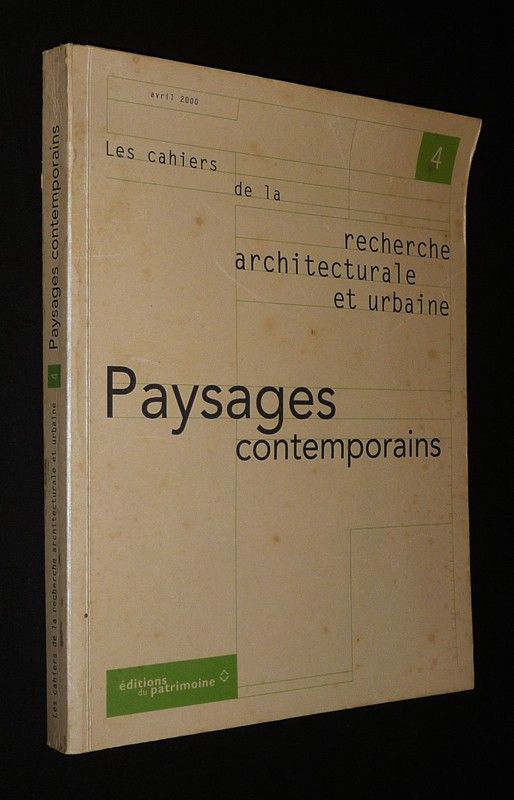 avril 2000
4
Les cahiers
de la
recherche
architecturale
et urbaine
Paysages
contemporains
éditions
du patrimoine
Les cahiers de la recherche architecturale et urbaine 4 Paysages contemporains